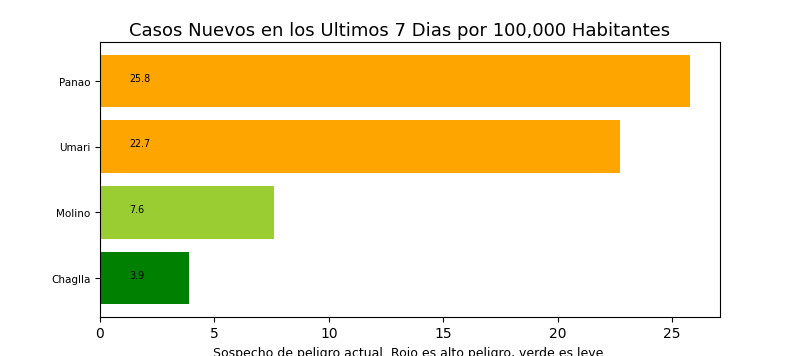 Casos Nuevos en los Ultimos 7 Dias por 100,000 Habitantes
Panao 25.8
Umari 22.7
Molino 7.6
Chaglla 3.9
0 5 10 15 20 25
Sospecho de peligro actual. Rojo es alto peligro, verde es leve